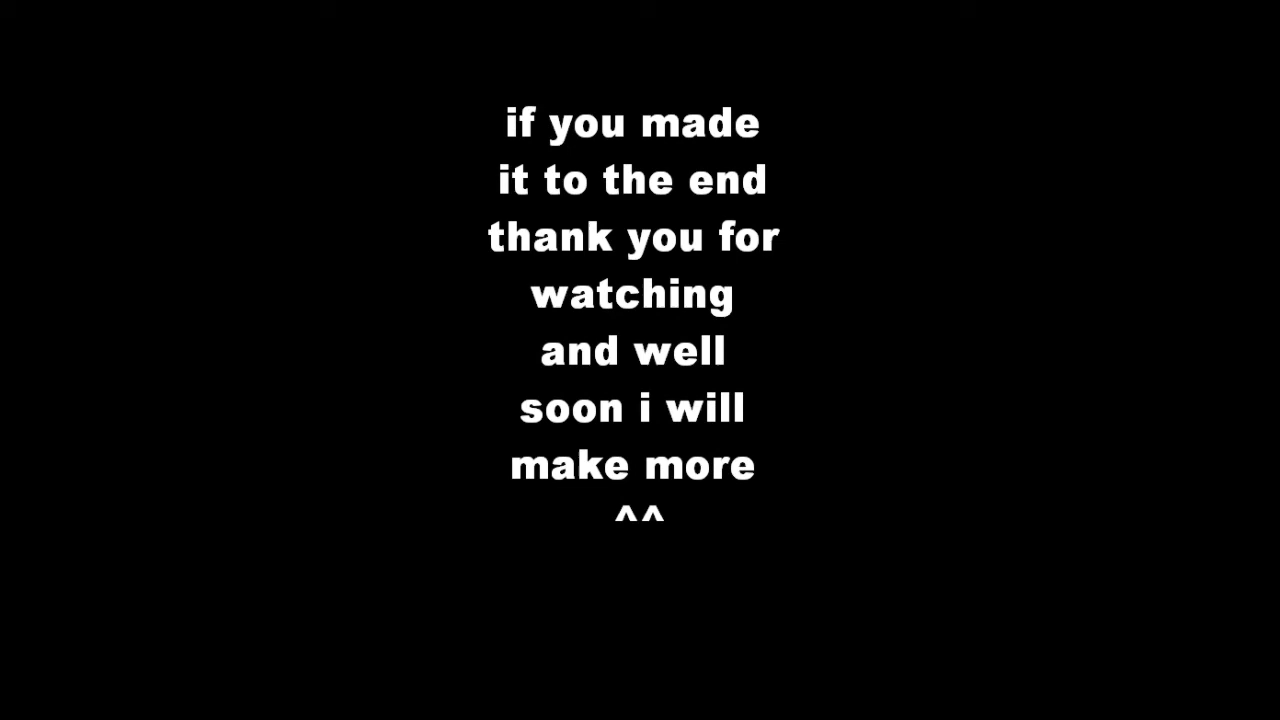 if you made
it to the end
thank you for
watching
and well
soon i will
make more
^^